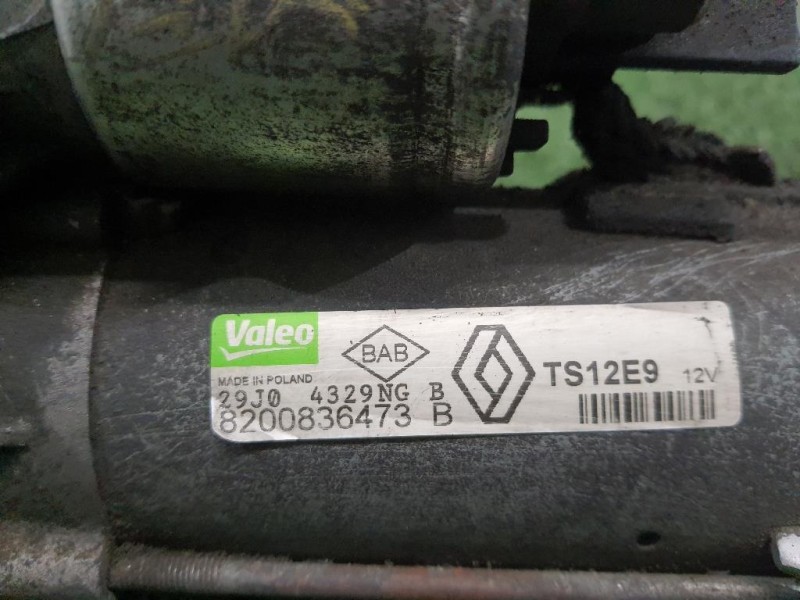 Valeo
BAB
TS12E9 12V
MADE IN POLAND
29J0 4329NG B
8200836473 B